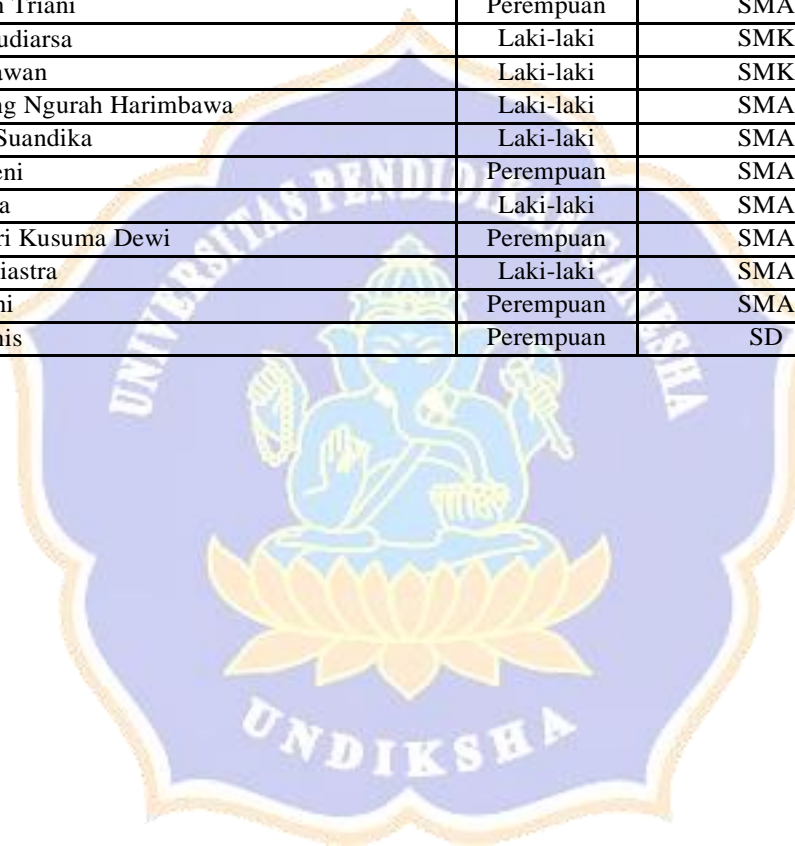 n Triani Perempuan SMA
udiarsa Laki-laki SMK
awan Laki-laki SMK
ng Ngurah Harimbawa Laki-laki SMA
Suandika Laki-laki SMA
eni Perempuan SMA
a Laki-laki SMA
ri Kusuma Dewi Perempuan SMA
iastra Laki-laki SMA
ni Perempuan SMA
nis Perempuan SD
UNIVERSITAS PENDIDIKAN GANESHA
UNDIKSHA